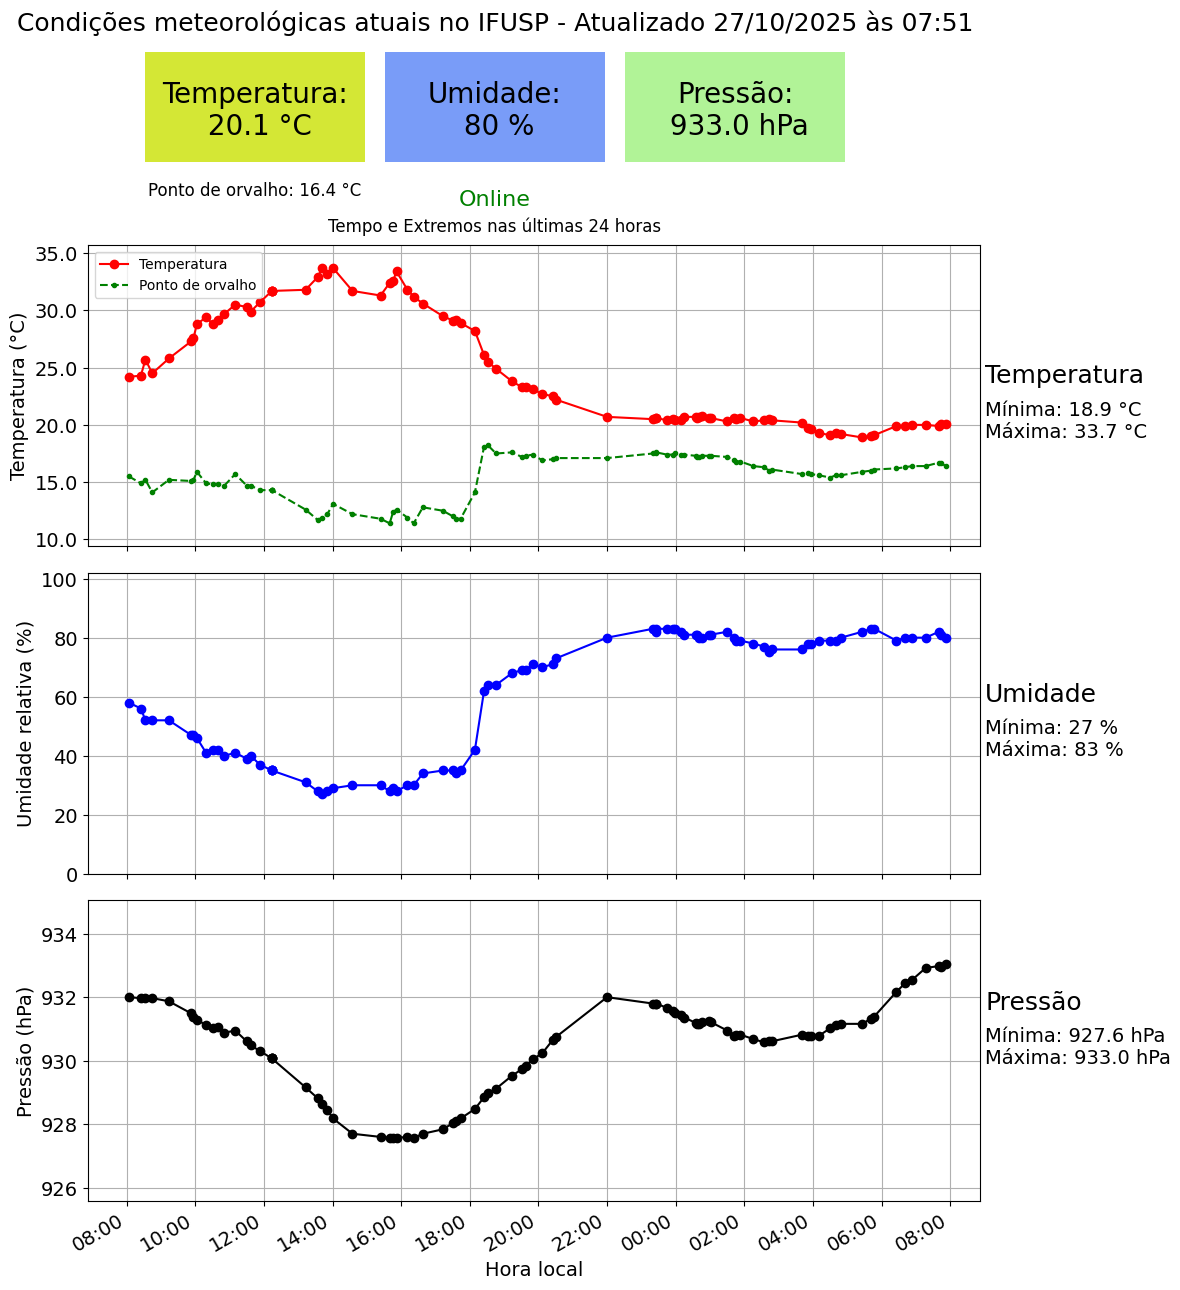 Condições meteorológicas atuais no IFUSP - Atualizado 27/10/2025 às 07:51
Temperatura:
20.1 °C
Umidade:
80 %
Pressão:
933.0 hPa
Ponto de orvalho: 16.4 °C
Online
Tempo e Extremos nas últimas 24 horas
Temperatura (°C)
35.0
30.0
25.0
20.0
15.0
10.0
Temperatura
Ponto de orvalho
Temperatura
Mínima: 18.9 °C
Máxima: 33.7 °C
Umidade relativa (%)
100
80
60
40
20
0
Umidade
Mínima: 27 %
Máxima: 83 %
Pressão (hPa)
934
932
930
928
926
Pressão
Mínima: 927.6 hPa
Máxima: 933.0 hPa
08:00
10:00
12:00
14:00
16:00
18:00
20:00
22:00
00:00
02:00
04:00
06:00
08:00
Hora local